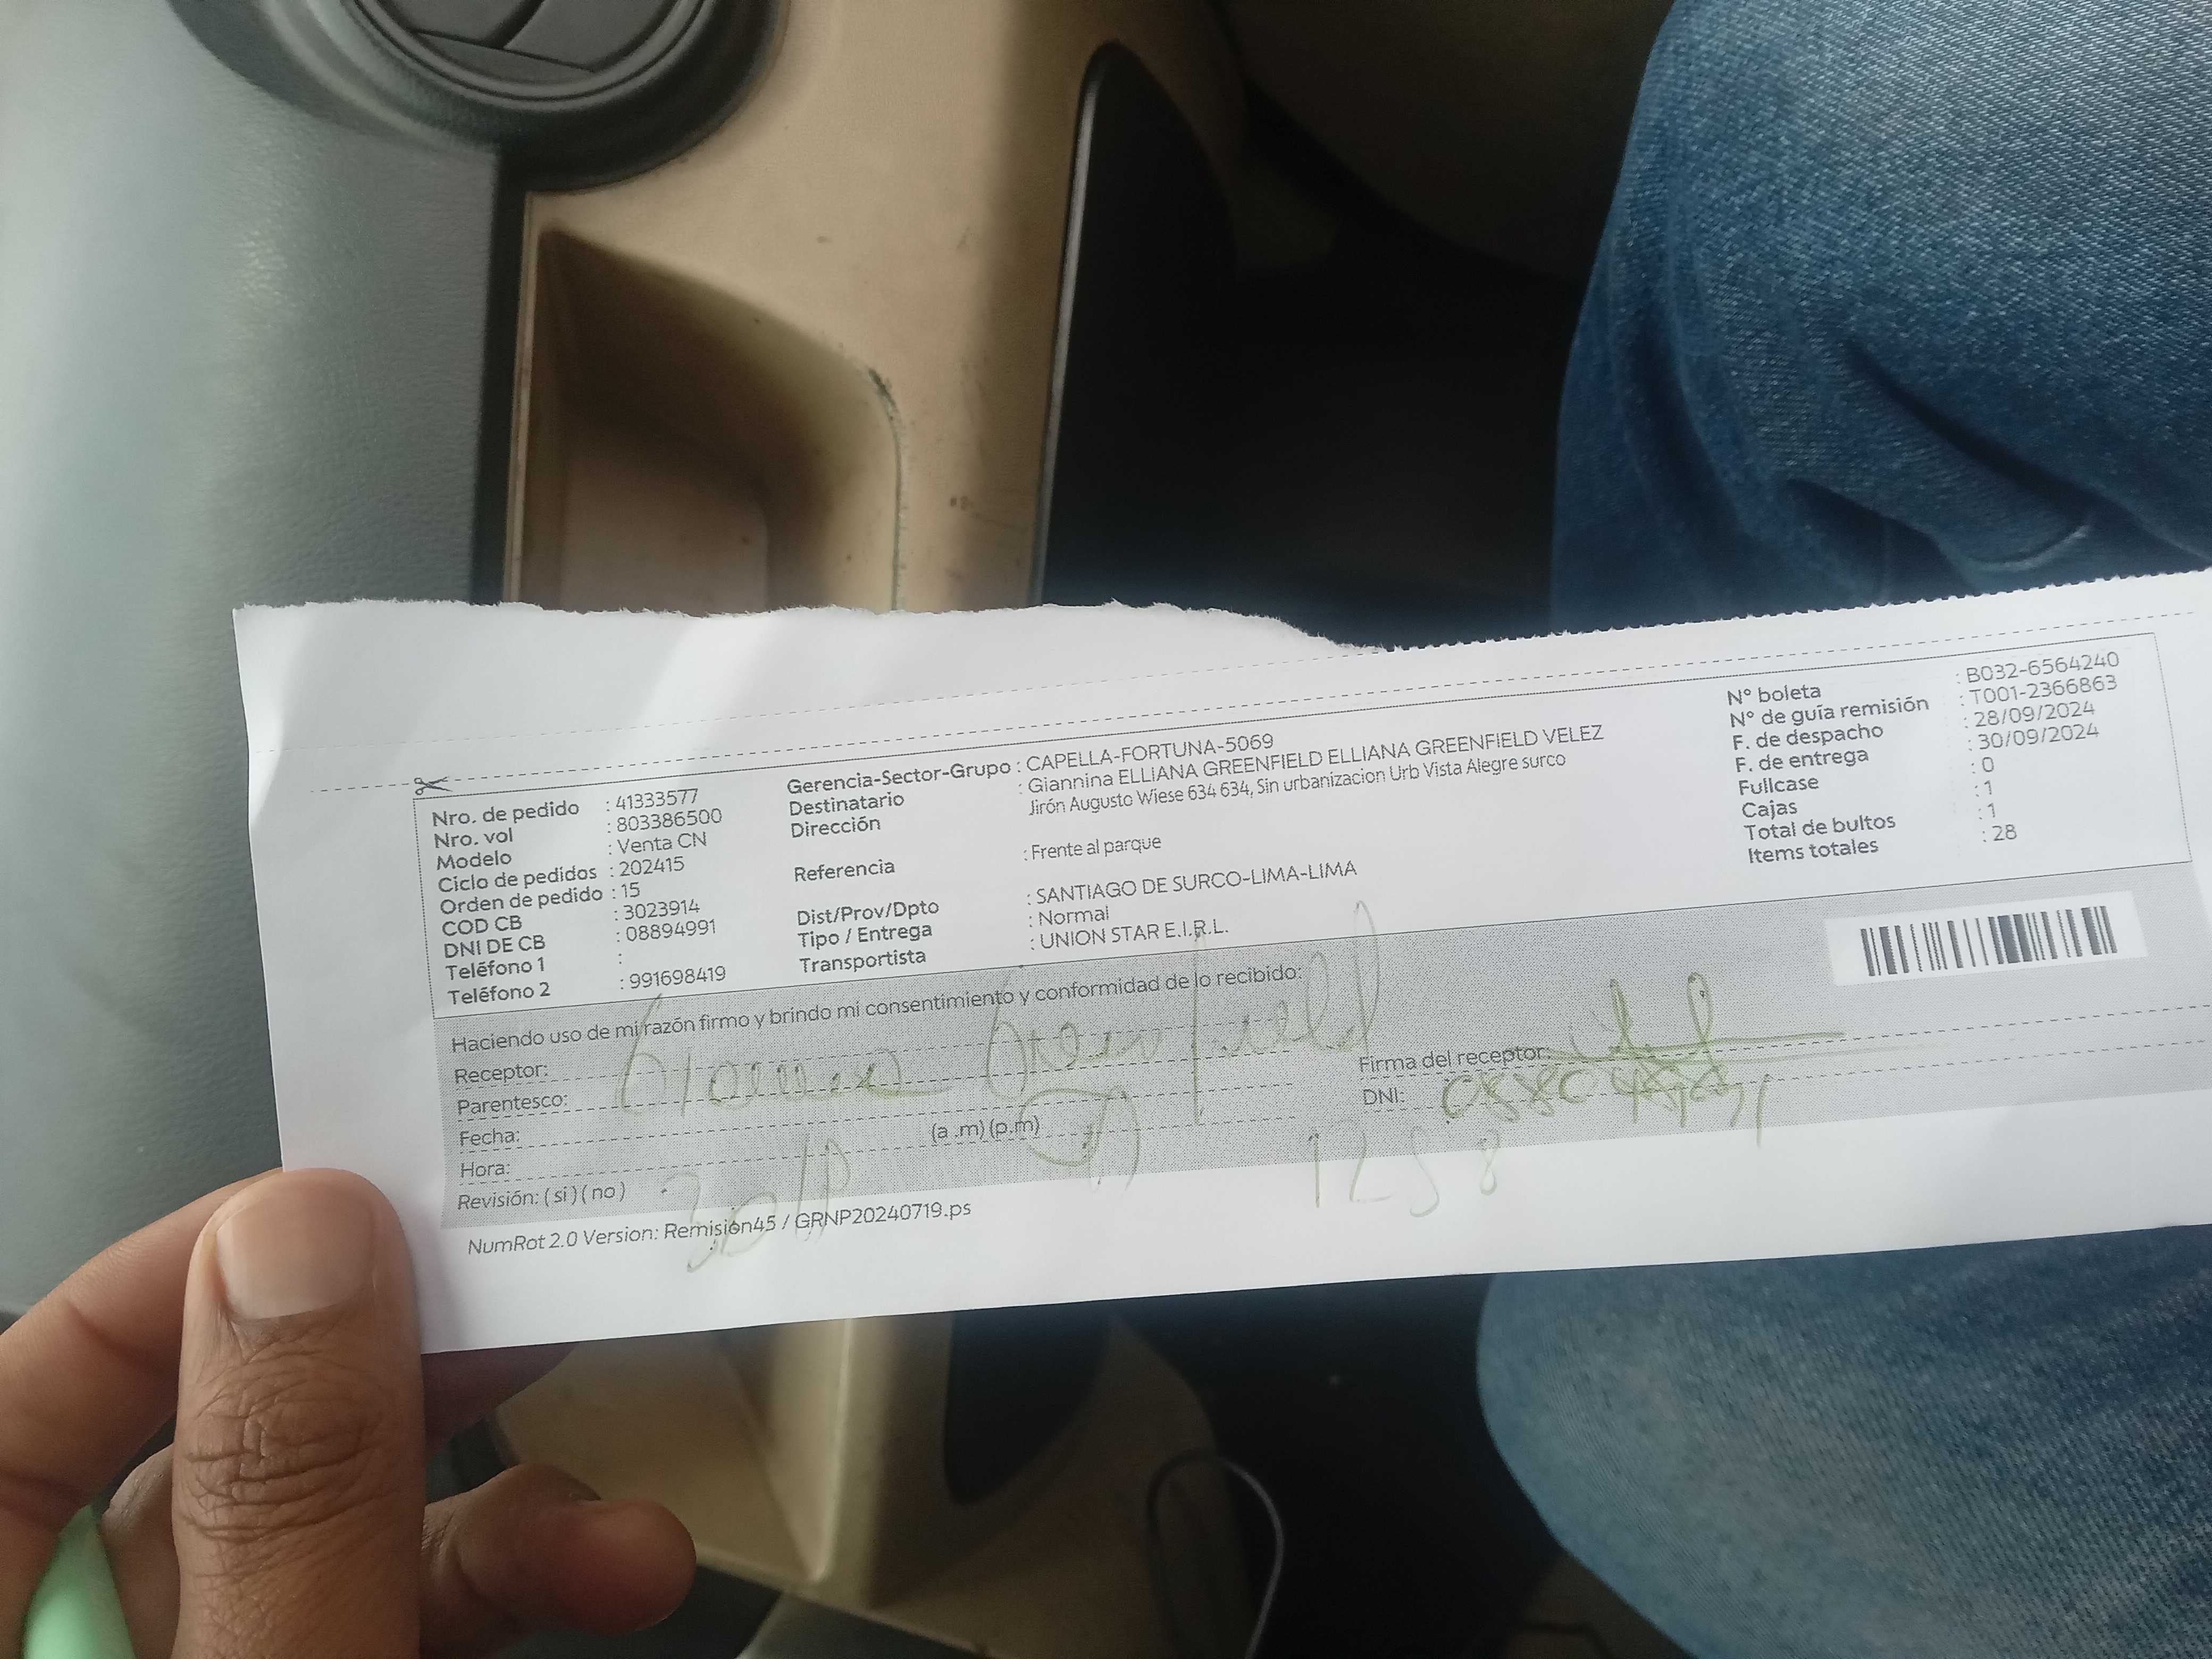 Nro. de pedido : 41333577
Nro. vol : 803386500
Modelo : Venta CN
Ciclo de pedidos : 202415
Orden de pedido : 15
COD CB : 3023914
DNI DE CB : 08894991
Teléfono 1 :
Teléfono 2 : 991698419
Gerencia-Sector-Grupo : CAPELLA-FORTUNA-5069
Destinatario : Giannina ELLIANA GREENFIELD ELLIANA GREENFIELD VELEZ
Dirección Jirón Augusto Wiese 634 634, Sin urbanizacion Urb Vista Alegre surco
Referencia : Frente al parque
Dist/Prov/Dpto : SANTIAGO DE SURCO-LIMA-LIMA
Tipo / Entrega : Normal
Transportista : UNION STAR E.I.R.L.
N° boleta : B032-6564240
N° de guía remisión : T001-2366863
F. de despacho : 28/09/2024
F. de entrega : 30/09/2024
Fullcase : 0
Cajas : 1
Total de bultos : 1
Items totales : 28
Haciendo uso de mi razón firmo y brindo mi consentimiento y conformidad de lo recibido:
Receptor: Greenfield
Parentesco:
Fecha:
Hora: (a .m) (p.m)
Revisión: ( si ) ( no )
Firma del receptor:
DNI:
1258
NumRot 2.0 Version: Remisión45 / GRNP20240719.ps